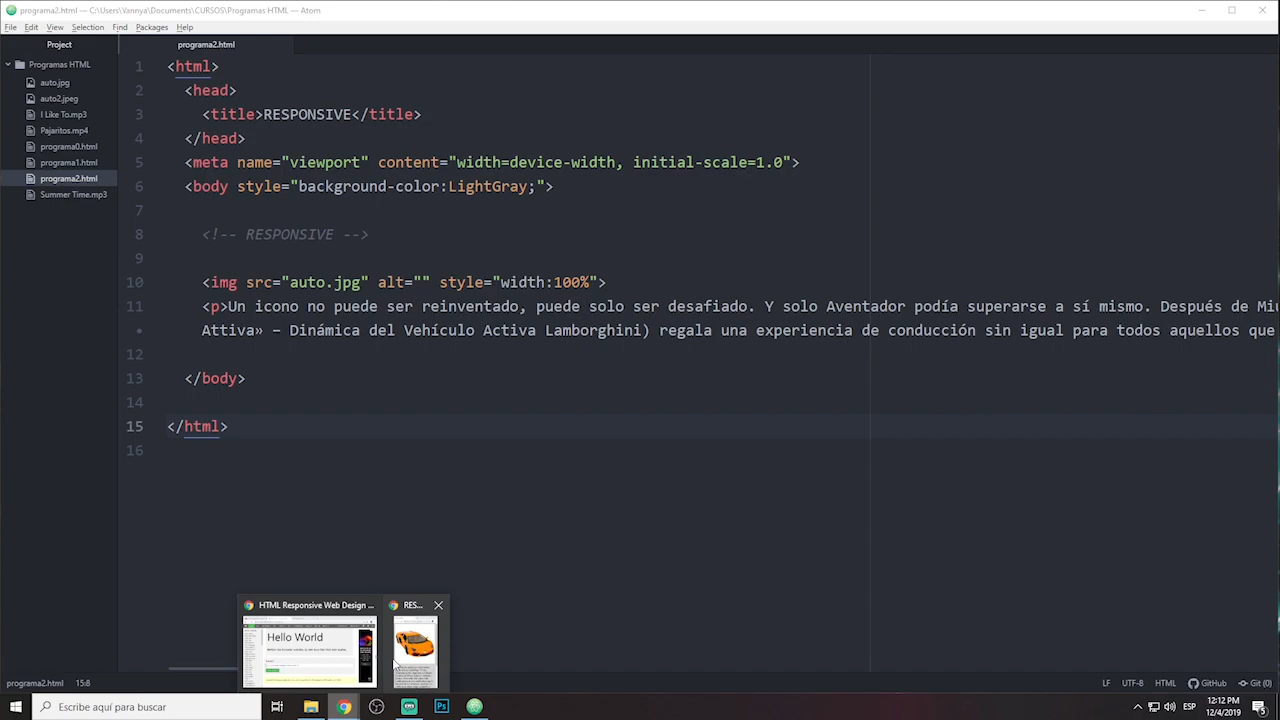 programa2.html — C:\Users\Vannya\Documents\CURSOS\Programas HTML — Atom
File Edit View Selection Find Packages Help
Project
programa2.html
Programas HTML
auto.jpg
auto2.jpeg
I Like To.mp3
Pajaritos.mp4
programa0.html
programa1.html
programa2.html
Summer Time.mp3
1 <html>
2 <head>
3 <title>RESPONSIVE</title>
4 </head>
5 <meta name="viewport" content="width=device-width, initial-scale=1.0">
6 <body style="background-color:LightGray;">
7
8 <!-- RESPONSIVE -->
9
10 <img src="auto.jpg" alt="" style="width:100%">
11 <p>Un icono no puede ser reinventado, puede solo ser desafiado. Y solo Aventador podía superarse a sí mismo. Después de Miu
• Attiva» – Dinámica del Vehículo Activa Lamborghini) regala una experiencia de conducción sin igual para todos aquellos que
12
13 </body>
14
15 </html>
16
HTML Responsive Web Design ...
RES...
Hello World
programa2.html 15:8
UTF-8 HTML GitHub Git
Escribe aquí para buscar
Ps
ESP
12:12 PM
12/4/2019